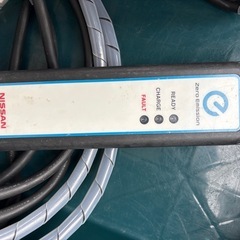 Zero Emission
READY
CHARGE
FAULT
NISSAN